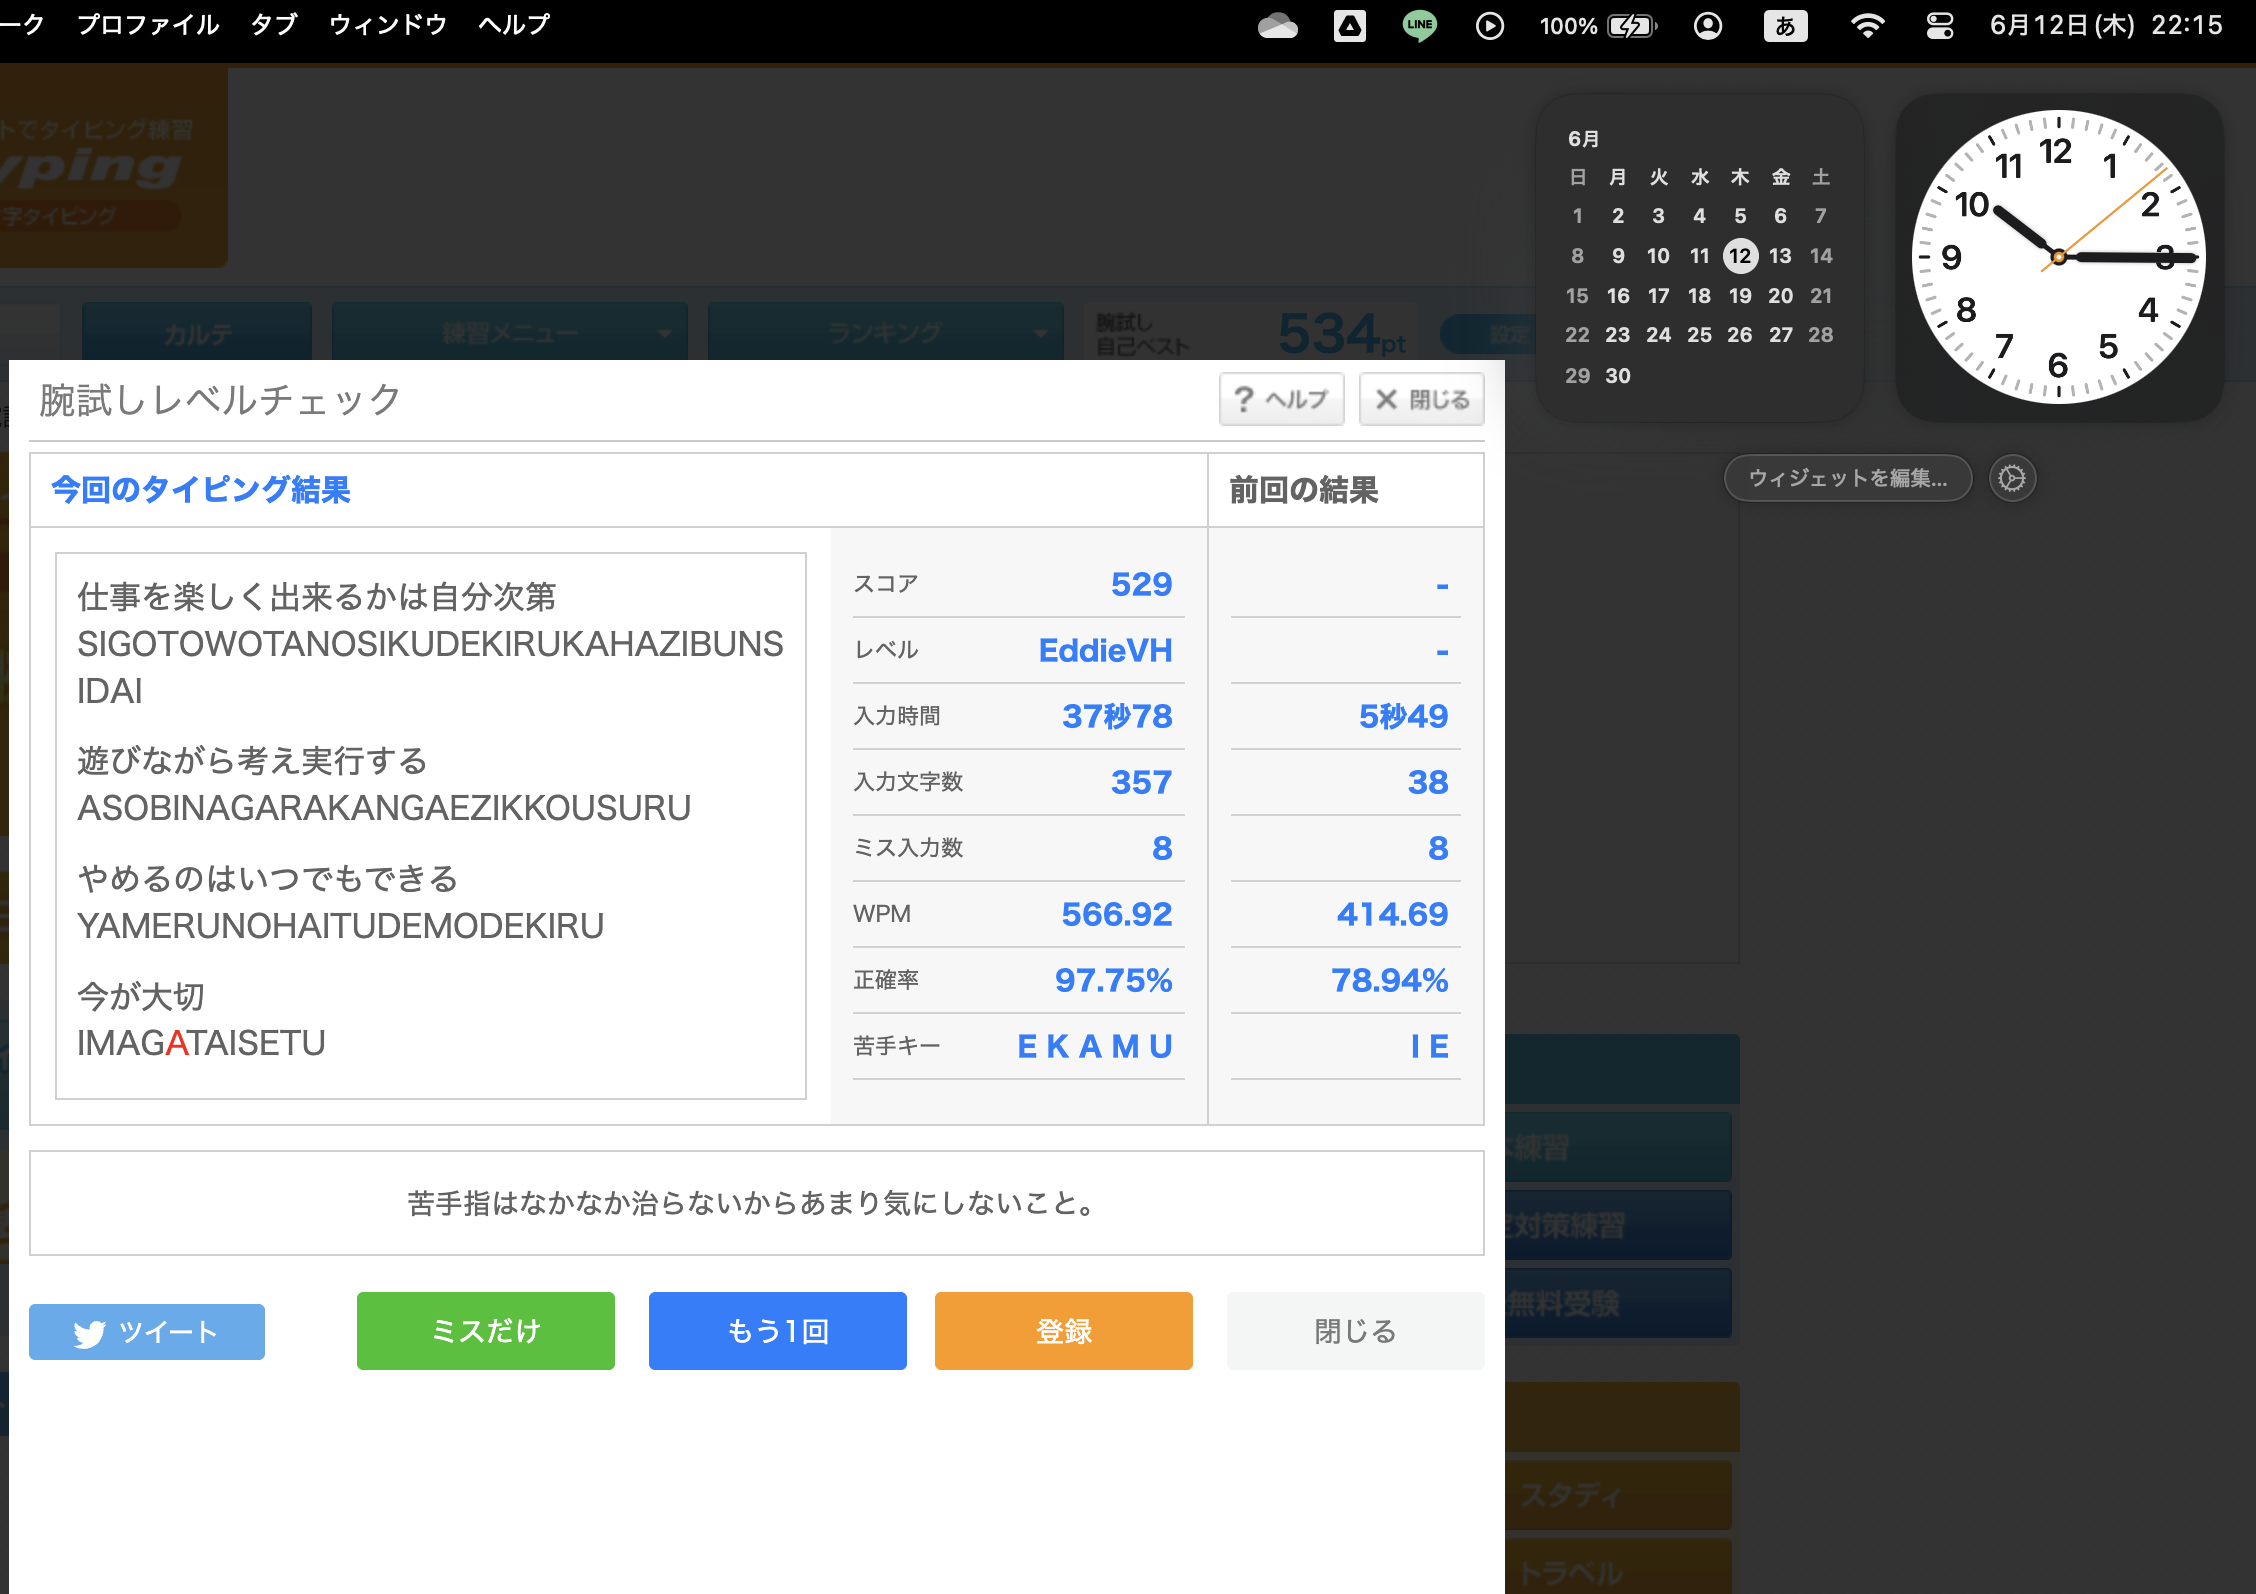 ーク プロファイル タブ ウィンドウ ヘルプ LINE 100% あ 6月12日(木) 22:15
トでタイピング練習
yping
字タイピング
カルテ 練習メニュー ランキング 腕試し 自己ベスト 534pt 設定
6月
日 月 火 水 木 金 土
1 2 3 4 5 6 7
8 9 10 11 12 13 14
15 16 17 18 19 20 21
22 23 24 25 26 27 28
29 30
12 1 2 3 4 5 6 7 8 9 10 11
ウィジェットを編集...
腕試しレベルチェック ? ヘルプ × 閉じる
今回のタイピング結果 前回の結果
仕事を楽しく出来るかは自分次第
SIGOTOWOTANOSIKUDEKIRUKAHAZIBUNS
IDAI
遊びながら考え実行する
ASOBINAGARAKANGAEZIKKOUSURU
やめるのはいつでもできる
YAMERUNOHAITUDEMODEKIRU
今が大切
IMAGATAISETU
スコア 529 -
レベル EddieVH -
入力時間 37秒78 5秒49
入力文字数 357 38
ミス入力数 8 8
WPM 566.92 414.69
正確率 97.75% 78.94%
苦手キー E K A M U I E
苦手指はなかなか治らないからあまり気にしないこと。
ツイート ミスだけ もう1回 登録 閉じる
練習
対策練習
無料受験
スタディ
トラベル